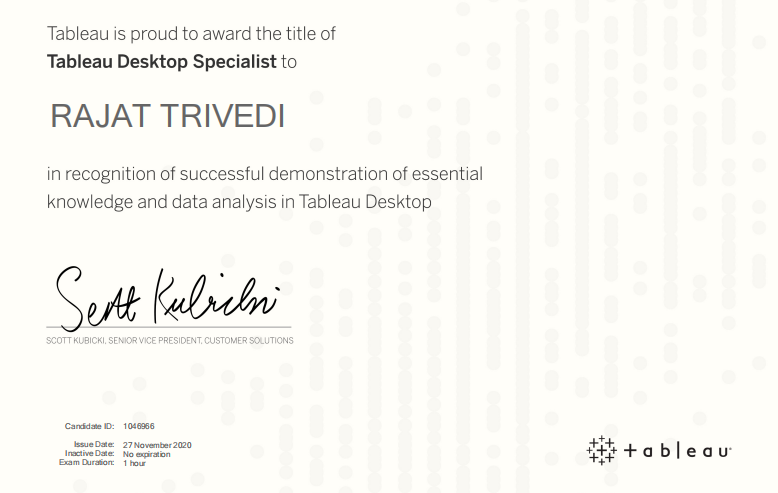 Tableau is proud to award the title of
Tableau Desktop Specialist to
RAJAT TRIVEDI
in recognition of successful demonstration of essential
knowledge and data analysis in Tableau Desktop
Scott Kubicki
SCOTT KUBICKI, SENIOR VICE PRESIDENT, CUSTOMER SOLUTIONS
Candidate ID: 1046966
Issue Date: 27 November 2020
Inactive Date: No expiration
Exam Duration: 1 hour
+ableau